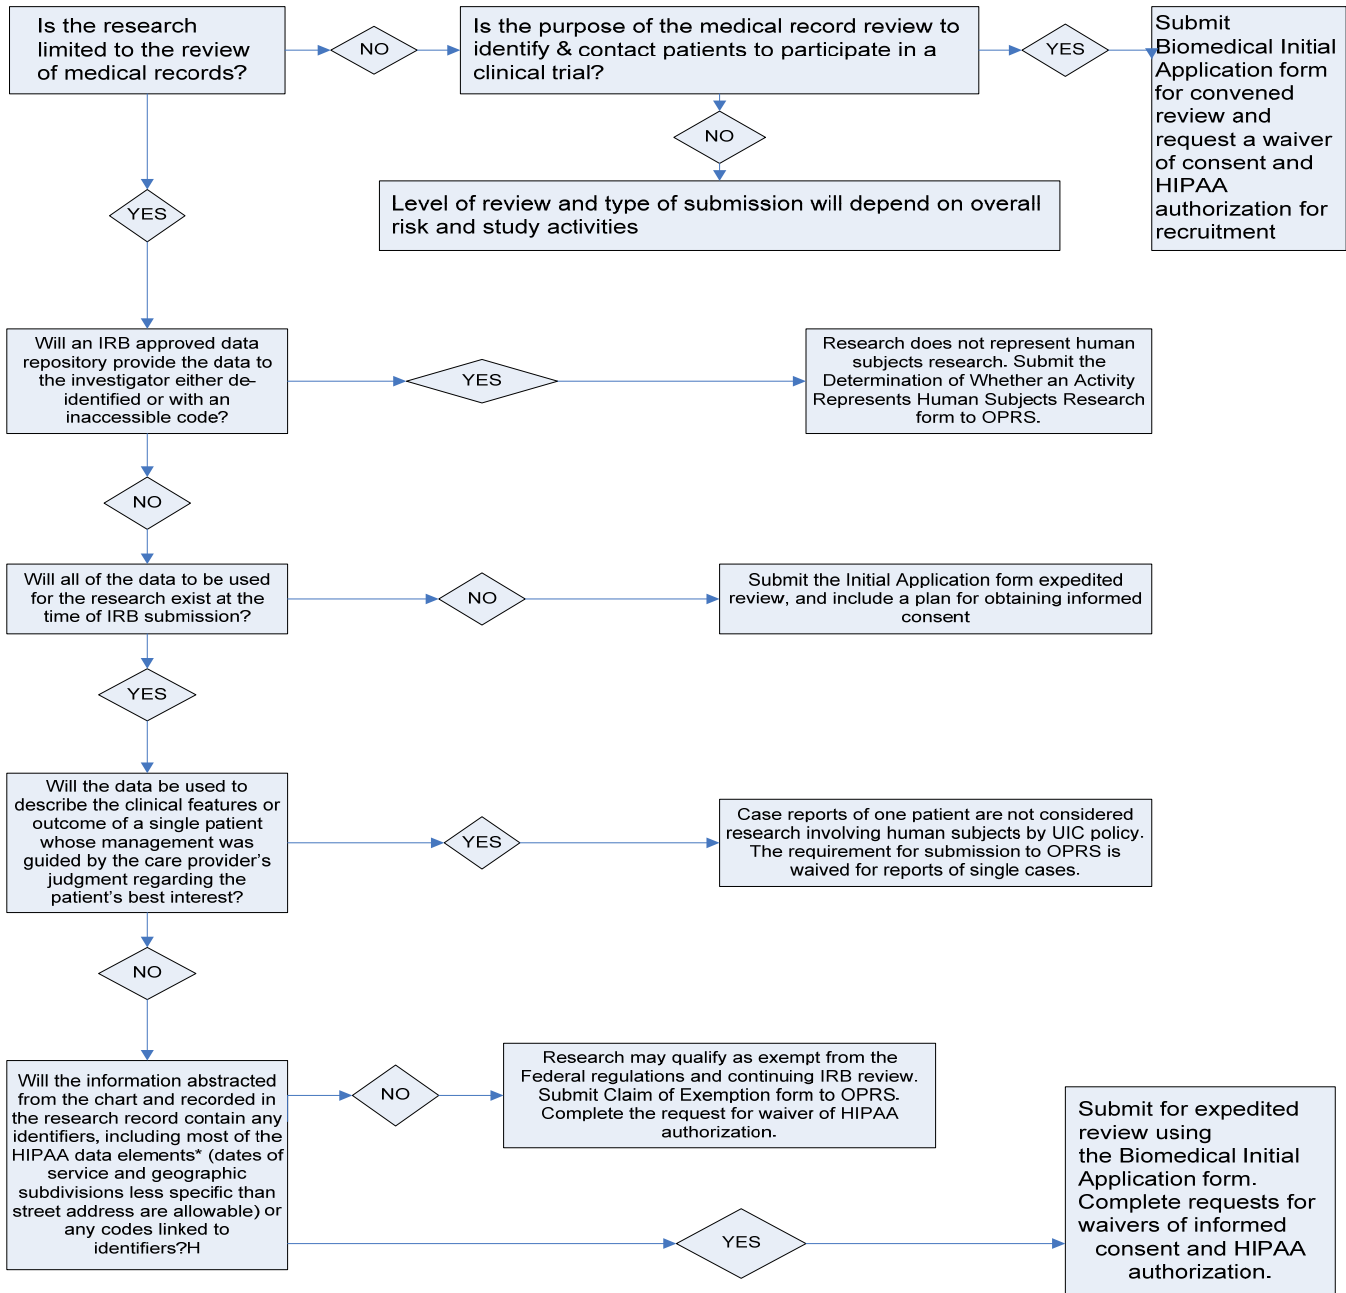 Is the research
limited to the review
of medical records?
NO
Is the purpose of the medical record review to
identify & contact patients to participate in a
clinical trial?
YES
Submit
Biomedical Initial
Application form
for convened
review and
request a waiver
of consent and
HIPAA
authorization for
recruitment
NO
Level of review and type of submission will depend on overall
risk and study activities
YES
Will an IRB approved data
repository provide the data to
the investigator either de-
identified or with an
inaccessible code?
YES
Research does not represent human
subjects research. Submit the
Determination of Whether an Activity
Represents Human Subjects Research
form to OPRS.
NO
Will all of the data to be used
for the research exist at the
time of IRB submission?
NO
Submit the Initial Application form expedited
review, and include a plan for obtaining informed
consent
YES
Will the data be used to
describe the clinical features or
outcome of a single patient
whose management was
guided by the care provider’s
judgment regarding the
patient’s best interest?
YES
Case reports of one patient are not considered
research involving human subjects by UIC policy.
The requirement for submission to OPRS is
waived for reports of single cases.
NO
Will the information abstracted
from the chart and recorded in
the research record contain any
identifiers, including most of the
HIPAA data elements* (dates of
service and geographic
subdivisions less specific than
street address are allowable) or
any codes linked to
identifiers?H
NO
Research may qualify as exempt from the
Federal regulations and continuing IRB review.
Submit Claim of Exemption form to OPRS.
Complete the request for waiver of HIPAA
authorization.
YES
Submit for expedited
review using
the Biomedical Initial
Application form.
Complete requests for
waivers of informed
consent and HIPAA
authorization.